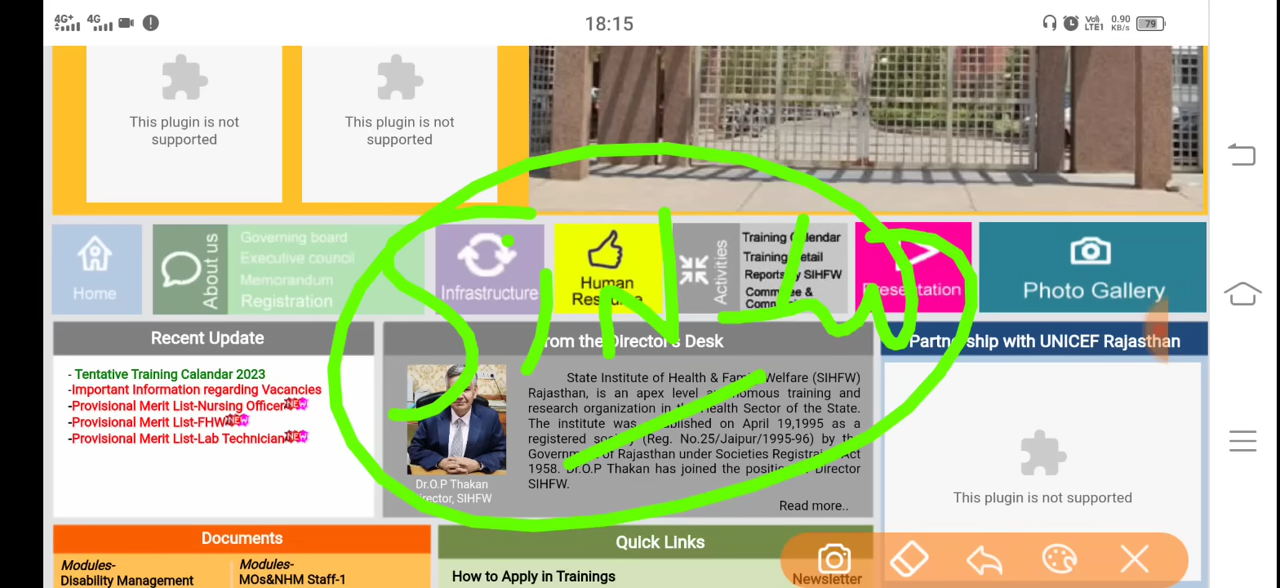 4G+ 4G 18:15 VoB LTE1 0.90 KB/s 79
This plugin is not supported
This plugin is not supported
Home
About us
Governing board
Executive council
Memorandum
Registration
Infrastructure
Human
Activities
Training
Training
Reports by SIHFW
Presentation
Photo Gallery
Recent Update
- Tentative Training Calandar 2023
-Important Information regarding Vacancies
-Provisional Merit List-Nursing Officer NEW
-Provisional Merit List-FHW NEW
-Provisional Merit List-Lab Technician NEW
From the Director's Desk
State Institute of Health & Family Welfare (SIHFW)
Rajasthan, is an apex level autonomous training and
research organization in the Health Sector of the State.
The institute was established on April 19,1995 as a
registered society (Reg. No.25/Jaipur/1995-96) by the
Government of Rajasthan under Societies Registration Act
1958. Dr.O.P Thakan has joined the position of Director
SIHFW.
Read more..
Dr.O.P Thakan
Director, SIHFW
Partnership with UNICEF Rajasthan
This plugin is not supported
Documents
Modules-
Disability Management
Modules-
MOs&NHM Staff-1
Quick Links
How to Apply in Trainings
Newsletter